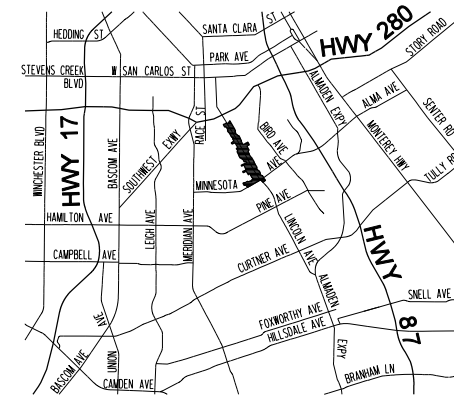 HEDDING ST
SANTA CLARA ST
HWY 280
STORY ROAD
PARK AVE
STEVENS CREEK BLVD
W SAN CARLOS ST
ALMADEN EXPY
ALMA AVE
SENTER RD
WINCHESTER BLVD
HWY 17
BASCOM AVE
SOUTHWEST EXWY
RACE ST
BIRD AVE
MONTEREY HWY
TULLY R
MINNESOTA AVE
PINE AVE
HAMILTON AVE
LEIGH AVE
MERIDIAN AVE
LINCOLN AVE
HWY 87
CAMPBELL AVE
CURTNER AVE
ALMADEN EXPY
SNELL AVE
FOXWORTHY AVE
HILLSDALE AVE
UNION AVE
BASCOM AVE
CAMDEN AVE
BRANHAM LN